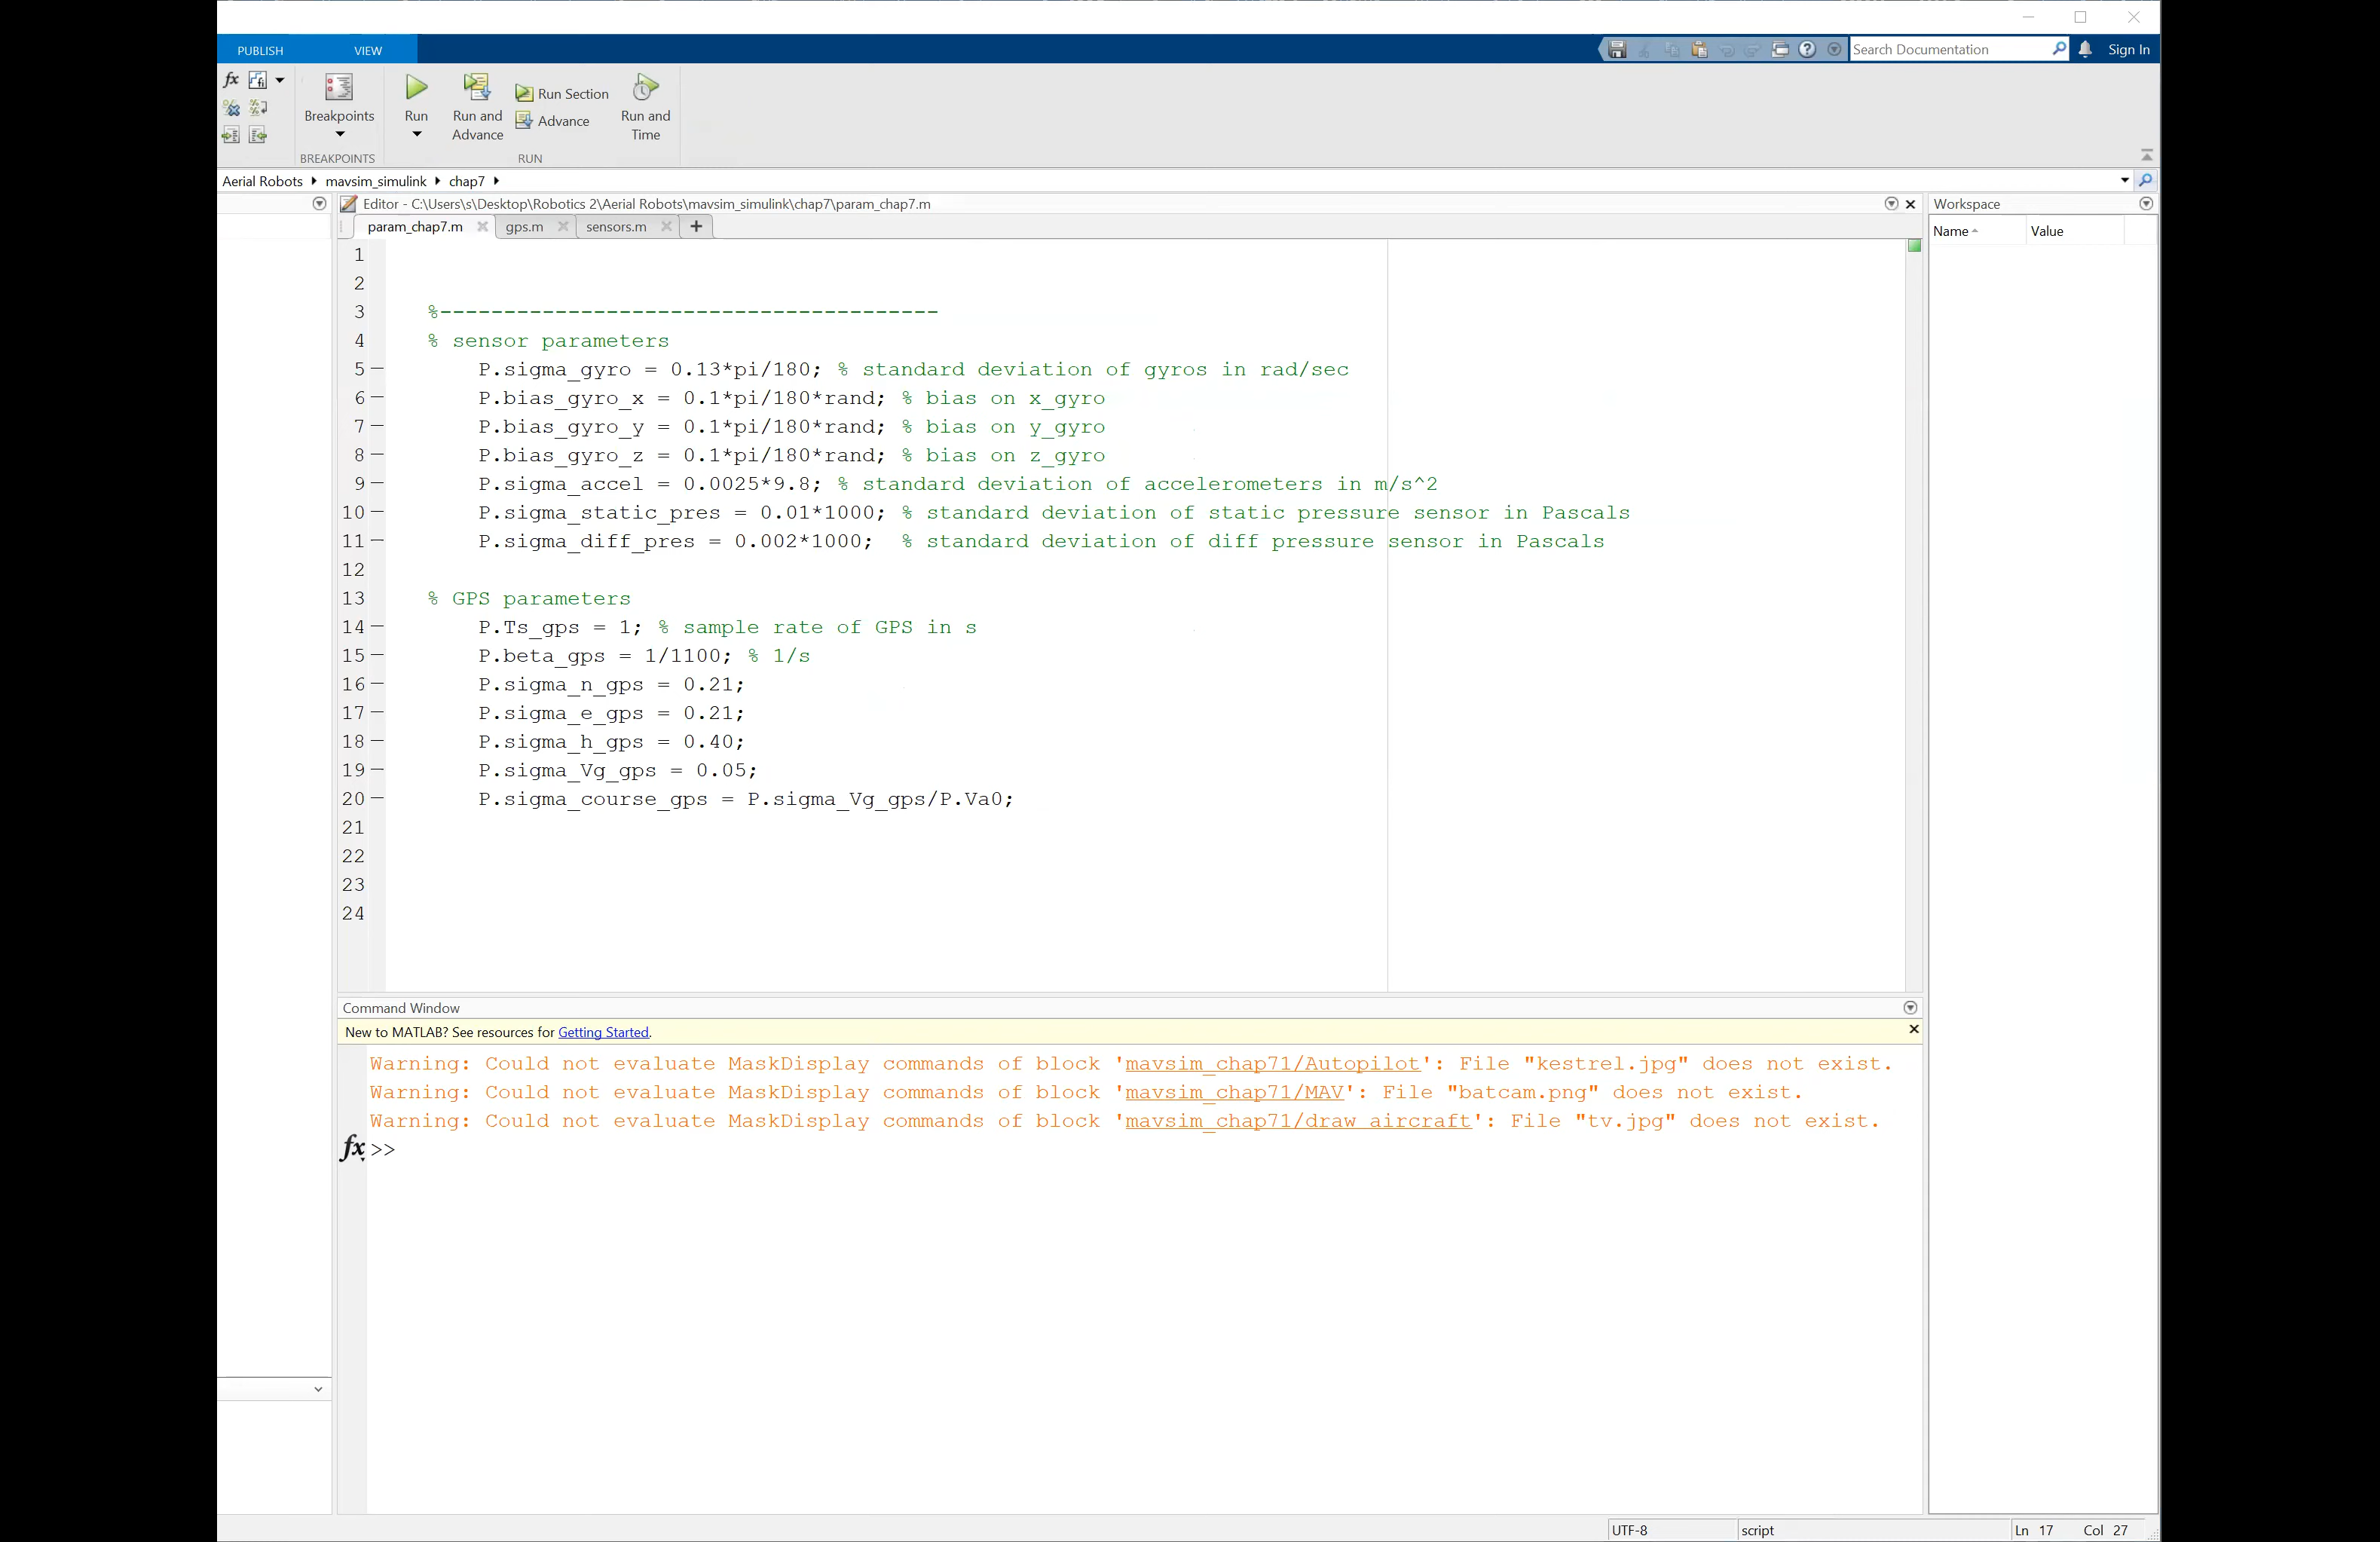 PUBLISH VIEW
Search Documentation Sign In
fx
Breakpoints
Run
Run and Advance
Run Section
Advance
Run and Time
BREAKPOINTS RUN
Aerial Robots mavsim_simulink chap7
Editor - C:\Users\s\Desktop\Robotics 2\Aerial Robots\mavsim_simulink\chap7\param_chap7.m
param_chap7.m gps.m sensors.m +
1
2
3 %---------------------------------------
4 % sensor parameters
5 P.sigma_gyro = 0.13*pi/180; % standard deviation of gyros in rad/sec
6 P.bias_gyro_x = 0.1*pi/180*rand; % bias on x_gyro
7 P.bias_gyro_y = 0.1*pi/180*rand; % bias on y_gyro
8 P.bias_gyro_z = 0.1*pi/180*rand; % bias on z_gyro
9 P.sigma_accel = 0.0025*9.8; % standard deviation of accelerometers in m/s^2
10 P.sigma_static_pres = 0.01*1000; % standard deviation of static pressure sensor in Pascals
11 P.sigma_diff_pres = 0.002*1000;  % standard deviation of diff pressure sensor in Pascals
12
13 % GPS parameters
14 P.Ts_gps = 1; % sample rate of GPS in s
15 P.beta_gps = 1/1100; % 1/s
16 P.sigma_n_gps = 0.21;
17 P.sigma_e_gps = 0.21;
18 P.sigma_h_gps = 0.40;
19 P.sigma_Vg_gps = 0.05;
20 P.sigma_course_gps = P.sigma_Vg_gps/P.Va0;
21
22
23
24
Workspace
Name Value
Command Window
New to MATLAB? See resources for Getting Started.
Warning: Could not evaluate MaskDisplay commands of block 'mavsim_chap71/Autopilot': File "kestrel.jpg" does not exist.
Warning: Could not evaluate MaskDisplay commands of block 'mavsim_chap71/MAV': File "batcam.png" does not exist.
Warning: Could not evaluate MaskDisplay commands of block 'mavsim_chap71/draw aircraft': File "tv.jpg" does not exist.
fx >>
UTF-8 script Ln 17 Col 27